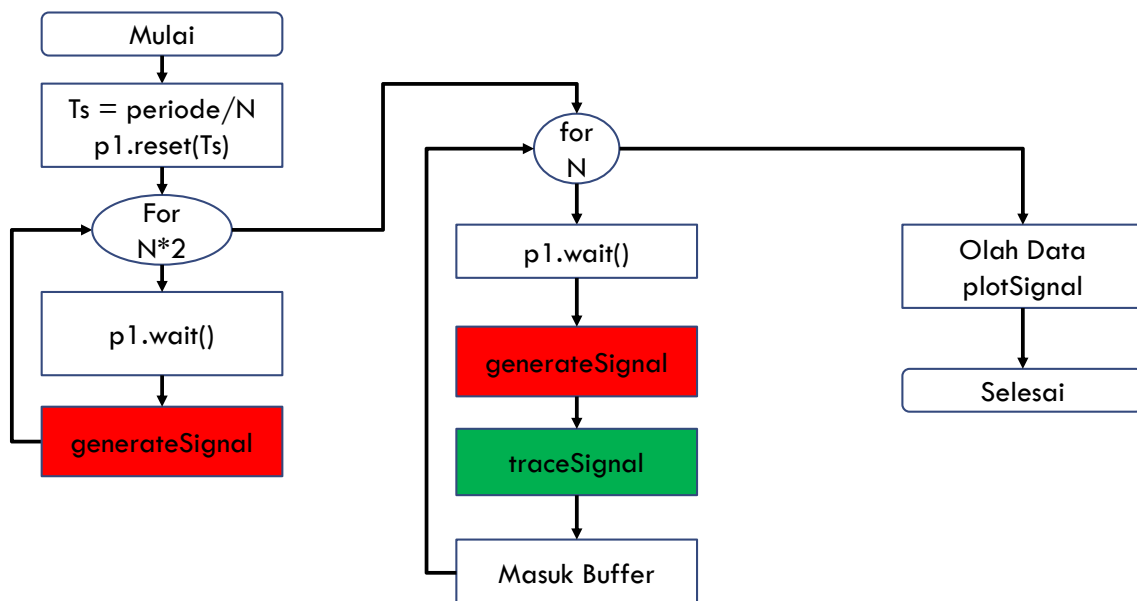 Mulai
Ts = periode/N
p1.reset(Ts)
For
N*2
p1.wait()
generateSignal
for
N
p1.wait()
generateSignal
traceSignal
Masuk Buffer
Olah Data
plotSignal
Selesai